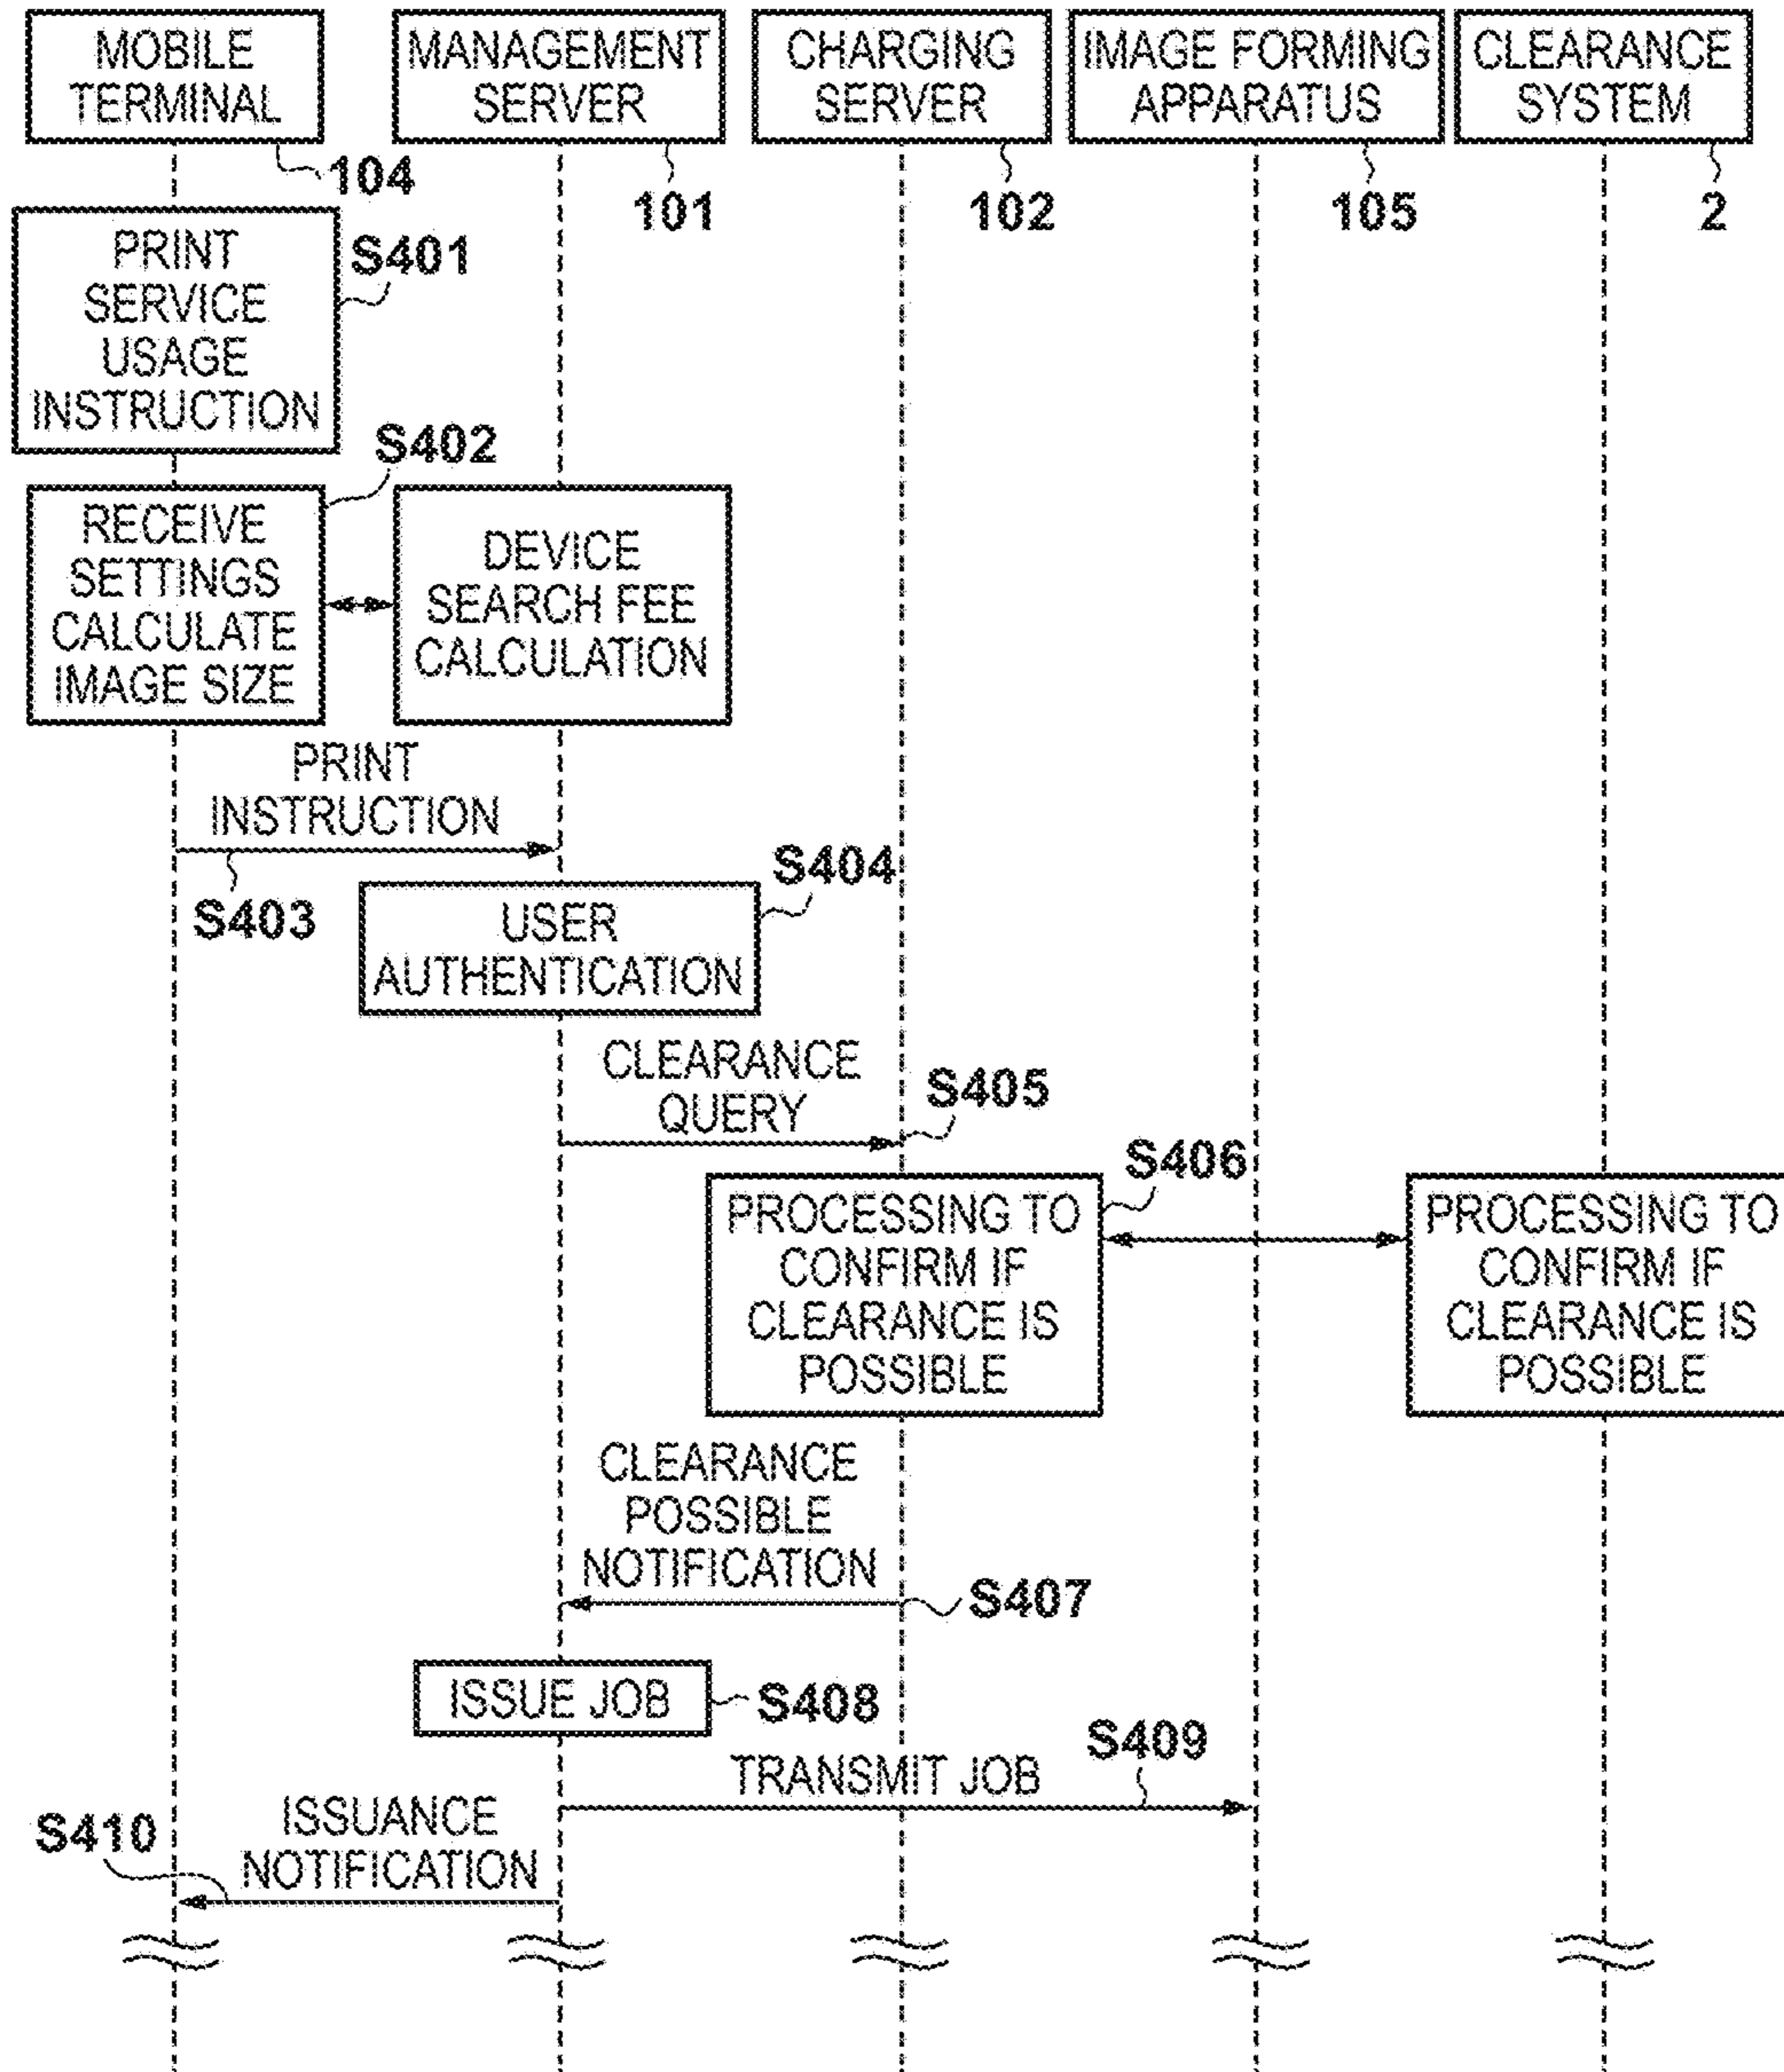 MOBILE
TERMINAL
MANAGEMENT
SERVER
CHARGING
SERVER
IMAGE FORMING
APPARATUS
CLEARANCE
SYSTEM
104
101
102
105
2
PRINT
SERVICE
USAGE
INSTRUCTION
S401
S402
RECEIVE
SETTINGS
CALCULATE
IMAGE SIZE
DEVICE
SEARCH FEE
CALCULATION
PRINT
INSTRUCTION
S403
S404
USER
AUTHENTICATION
CLEARANCE
QUERY
S405
S406
PROCESSING TO
CONFIRM IF
CLEARANCE IS
POSSIBLE
PROCESSING TO
CONFIRM IF
CLEARANCE IS
POSSIBLE
CLEARANCE
POSSIBLE
NOTIFICATION
S407
ISSUE JOB
S408
S409
TRANSMIT JOB
S410
ISSUANCE
NOTIFICATION